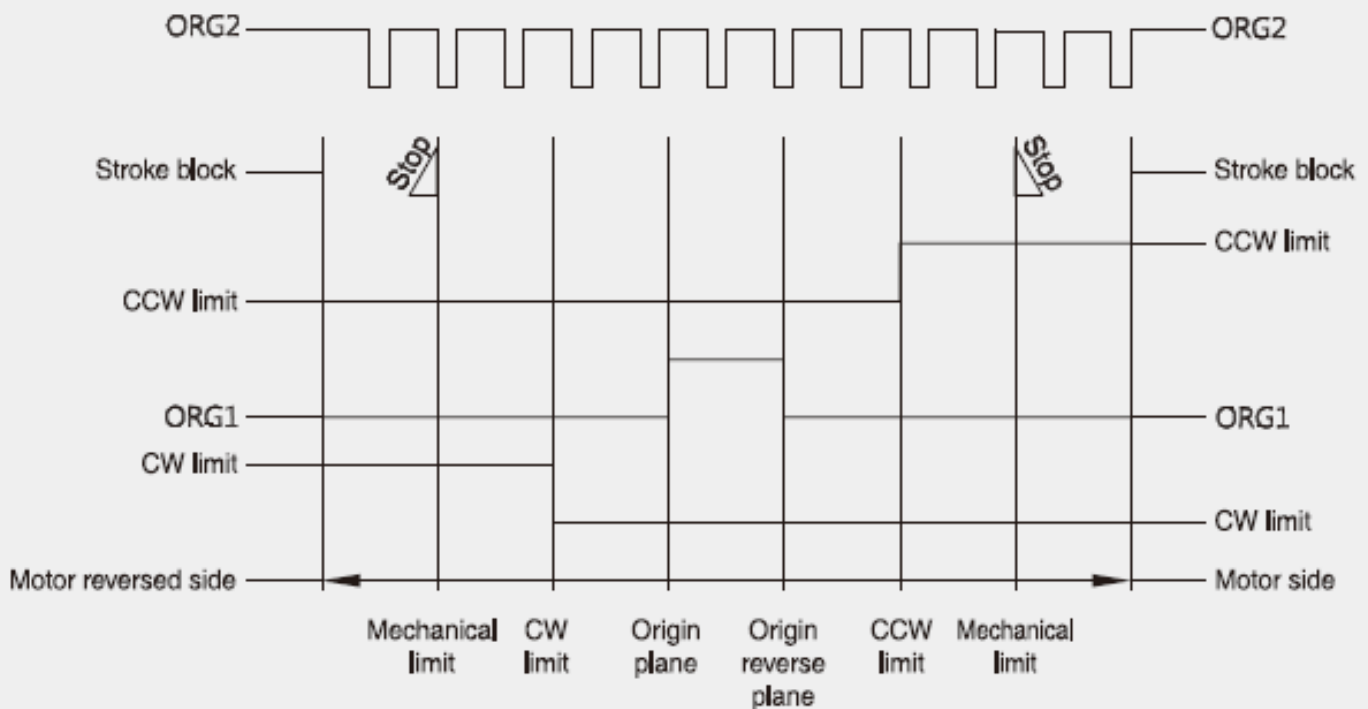 ORG2 ORG2
Stop Stop
Stroke block Stroke block
CCW limit
CCW limit
ORG1 ORG1
CW limit
CW limit
Motor reversed side Motor side
Mechanical limit
CW limit
Origin plane
Origin reverse plane
CCW limit
Mechanical limit